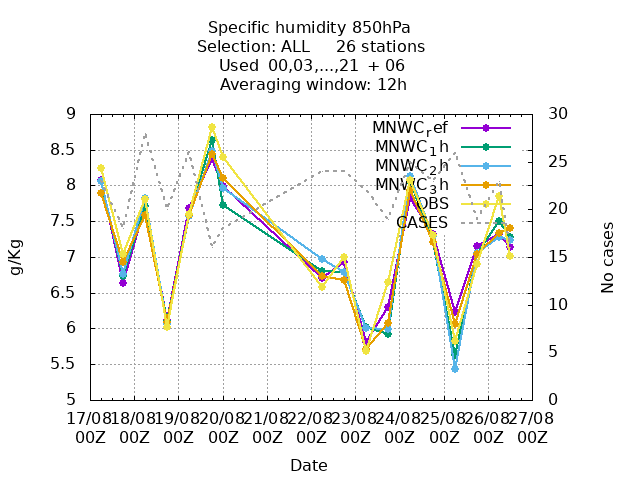 Specific humidity 850hPa
Selection: ALL     26 stations
Used  00,03,...,21  + 06
Averaging window: 12h
9
8.5
8
7.5
7
6.5
6
5.5
5
g/Kg
30
25
20
15
10
5
0
No cases
MNWC_ref
MNWC_1h
MNWC_2h
MNWC_3h
OBS
CASES
17/08 18/08 19/08 20/08 21/08 22/08 23/08 24/08 25/08 26/08 27/08
00Z 00Z 00Z 00Z 00Z 00Z 00Z 00Z 00Z 00Z 00Z
Date